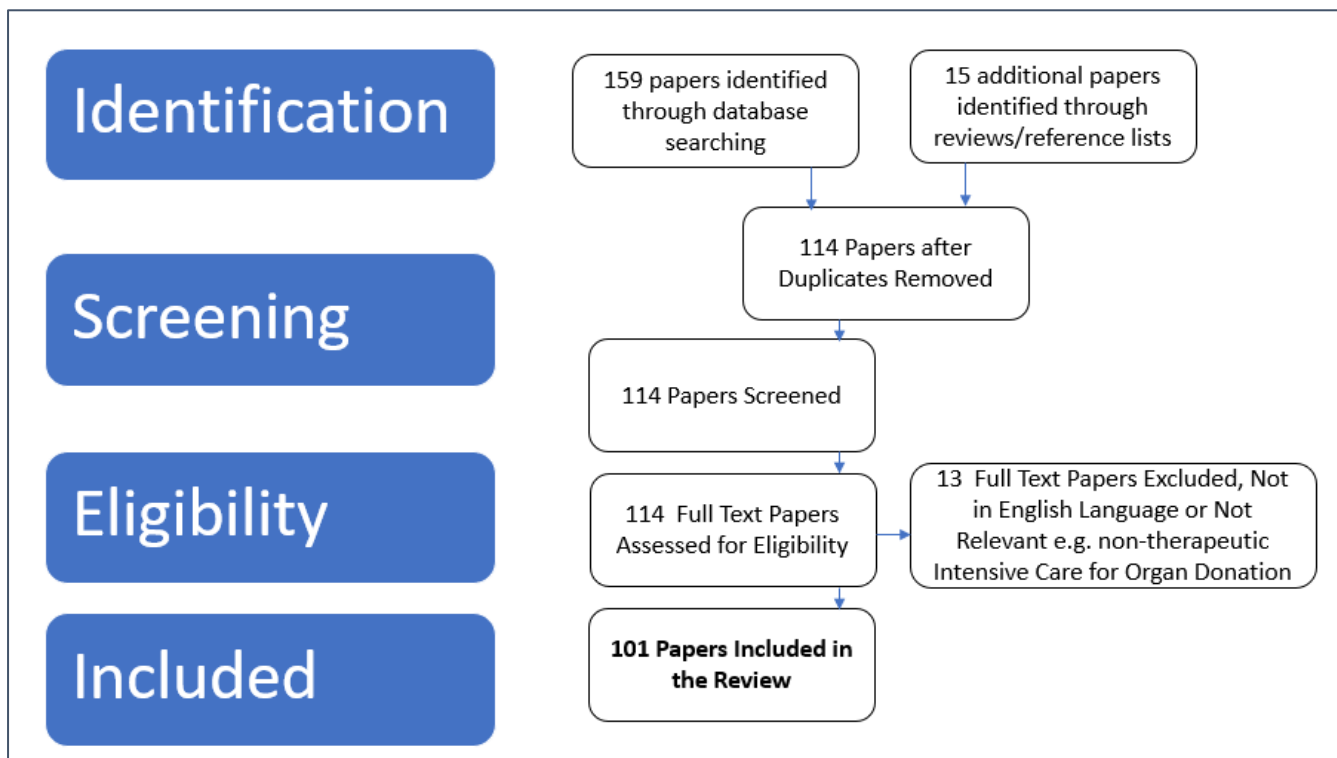 Identification
159 papers identified
through database
searching
15 additional papers
identified through
reviews/reference lists
Screening
114 Papers after
Duplicates Removed
114 Papers Screened
Eligibility
114 Full Text Papers
Assessed for Eligibility
13 Full Text Papers Excluded, Not
in English Language or Not
Relevant e.g. non-therapeutic
Intensive Care for Organ Donation
Included
101 Papers Included in
the Review